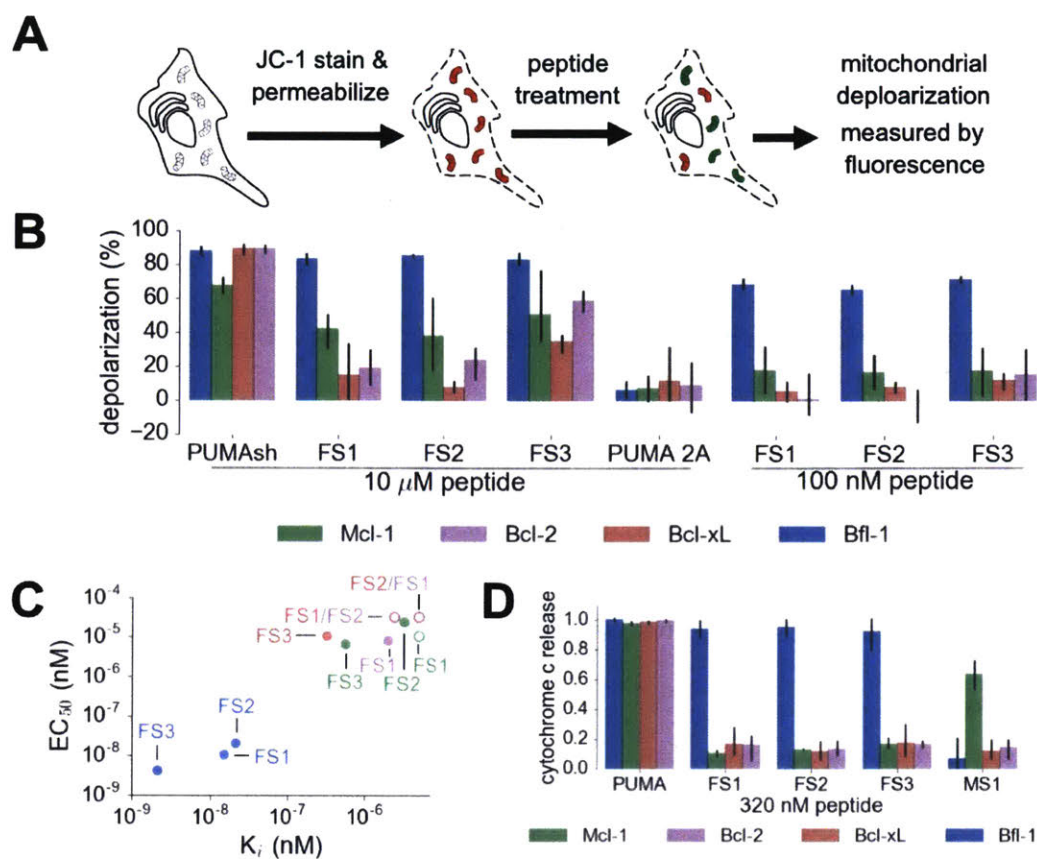 A
JC-1 stain &
permeabilize
peptide
treatment
mitochondrial
deploarization
measured by
fluorescence
B
depolarization (%)
100
80
60
40
20
0
−20
PUMAsh
FS1
FS2
FS3
PUMA 2A
FS1
FS2
FS3
10 μM peptide
100 nM peptide
Mcl-1
Bcl-2
Bcl-xL
Bfl-1
C
EC50 (nM)
10-4
10-5
10-6
10-7
10-8
10-9
FS2/FS1
FS1/FS2
FS3
FS3
FS1
FS2
FS1
FS3
FS2
FS1
10-9
10-8
10-7
10-6
Ki (nM)
D
cytochrome c release
1.0
0.8
0.6
0.4
0.2
0.0
PUMA
FS1
FS2
FS3
MS1
320 nM peptide
Mcl-1
Bcl-2
Bcl-xL
Bfl-1